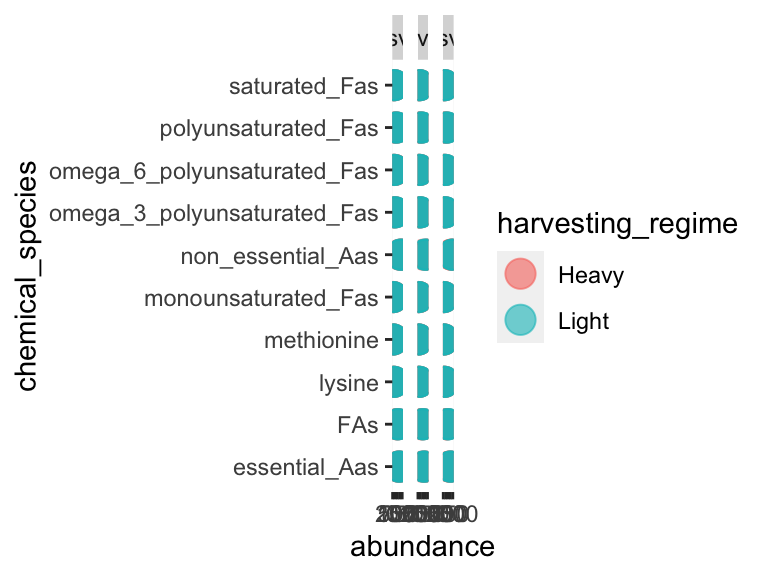 saturated_Fas
polyunsaturated_Fas
omega_6_polyunsaturated_Fas
omega_3_polyunsaturated_Fas
non_essential_Aas
monounsaturated_Fas
methionine
lysine
FAs
essential_Aas
chemical_species
abundance
harvesting_regime
Heavy
Light